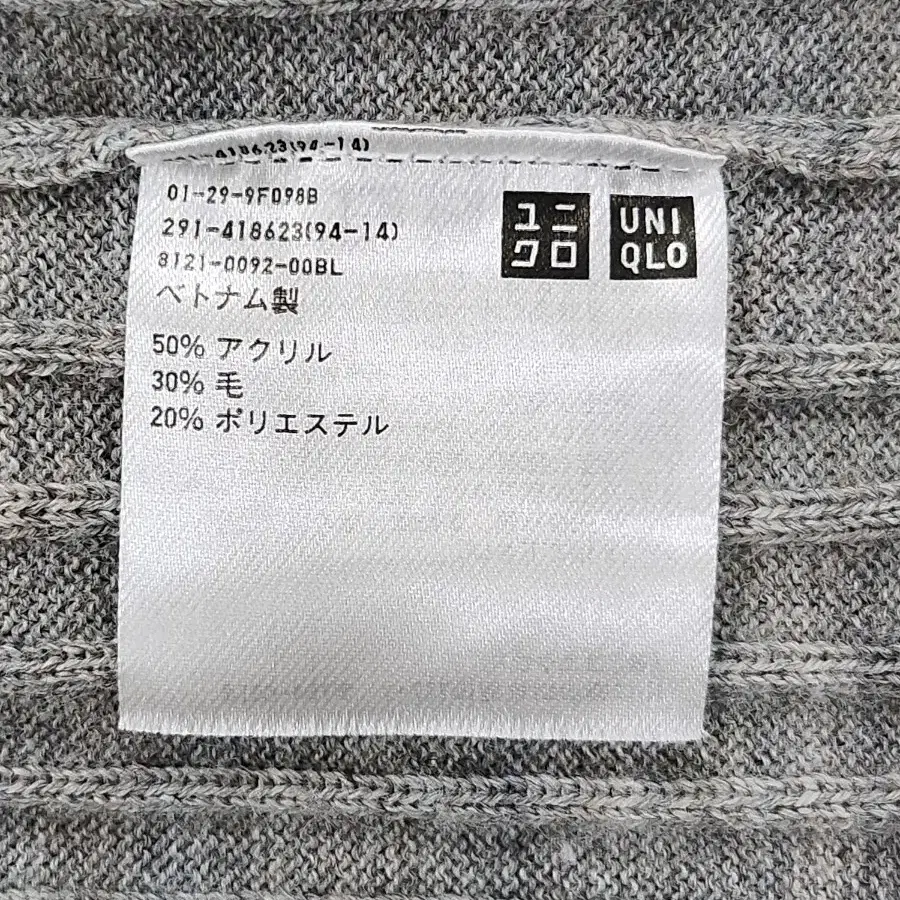 418623(94-14)
01-29-9F098B
291-418623(94-14)
8121-0092-00BL
ベトナム製
50% アクリル
30% 毛
20% ポリエステル
ユニ
クロ
UNI
QLO